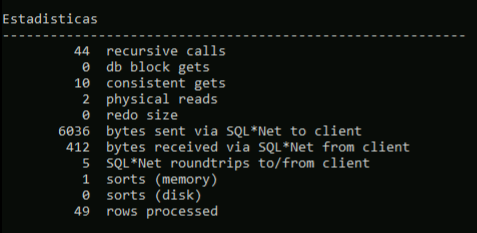 Estadisticas
----------------------------------------------------------
44 recursive calls
0 db block gets
10 consistent gets
2 physical reads
0 redo size
6036 bytes sent via SQL*Net to client
412 bytes received via SQL*Net from client
5 SQL*Net roundtrips to/from client
1 sorts (memory)
0 sorts (disk)
49 rows processed